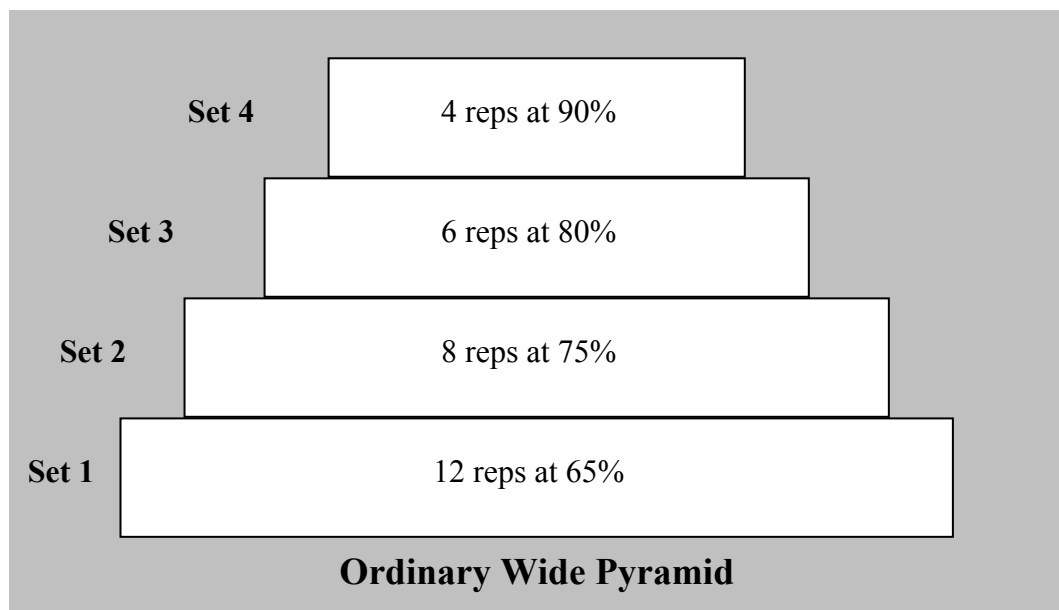 Set 4 4 reps at 90%
Set 3 6 reps at 80%
Set 2 8 reps at 75%
Set 1 12 reps at 65%
Ordinary Wide Pyramid